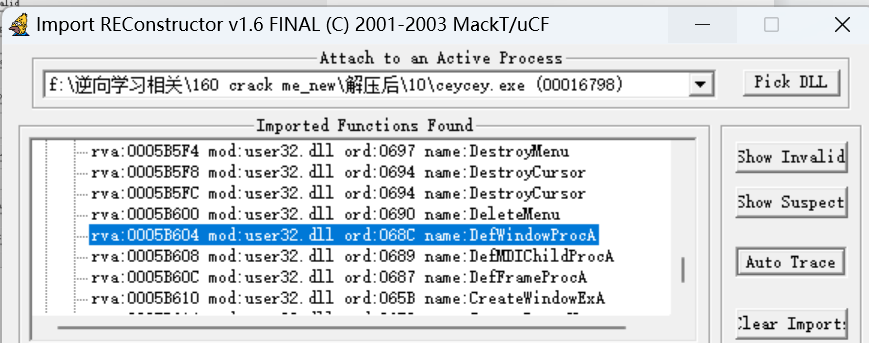 Import REConstructor v1.6 FINAL (C) 2001-2003 MackT/uCF
Attach to an Active Process
f:\逆向学习相关\160 crack me_new\解压后\10\ceycey.exe (00016798)
Pick DLL
Imported Functions Found
rva:0005B5F4 mod:user32.dll ord:0697 name:DestroyMenu
rva:0005B5F8 mod:user32.dll ord:0694 name:DestroyCursor
rva:0005B5FC mod:user32.dll ord:0694 name:DestroyCursor
rva:0005B600 mod:user32.dll ord:0690 name:DeleteMenu
rva:0005B604 mod:user32.dll ord:068C name:DefWindowProcA
rva:0005B608 mod:user32.dll ord:0689 name:DefMDIChildProcA
rva:0005B60C mod:user32.dll ord:0687 name:DefFrameProcA
rva:0005B610 mod:user32.dll ord:065B name:CreateWindowExA
Show Invalid
Show Suspect
Auto Trace
Clear Imports